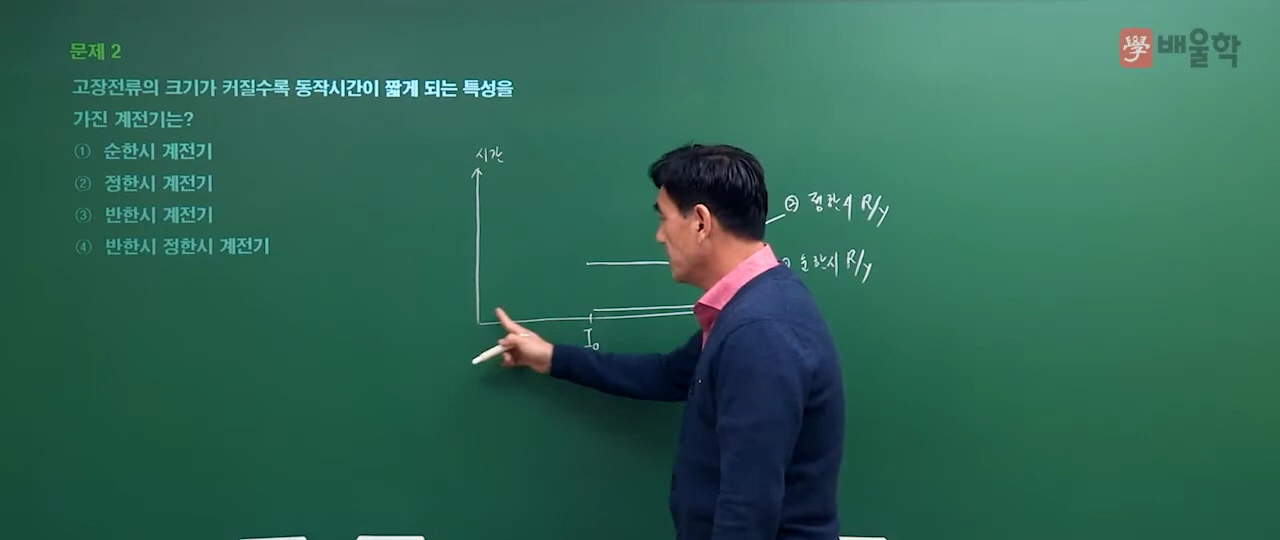 學 배울학
문제 2
고장전류의 크기가 커질수록 동작시간이 짧게 되는 특성을
가진 계전기는?
① 순한시 계전기
② 정한시 계전기
③ 반한시 계전기
④ 반한시 정한시 계전기
시간
② 정한시 R/y
순한시 R/y
I₀